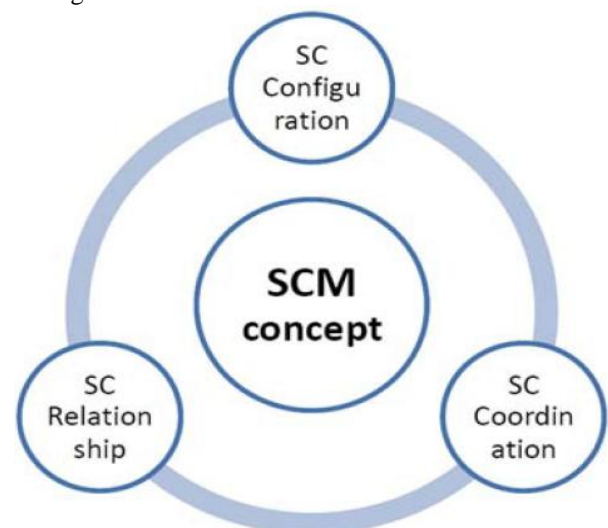 SC
Configu
ration
SCM
concept
SC
Relation
ship
SC
Coordin
ation